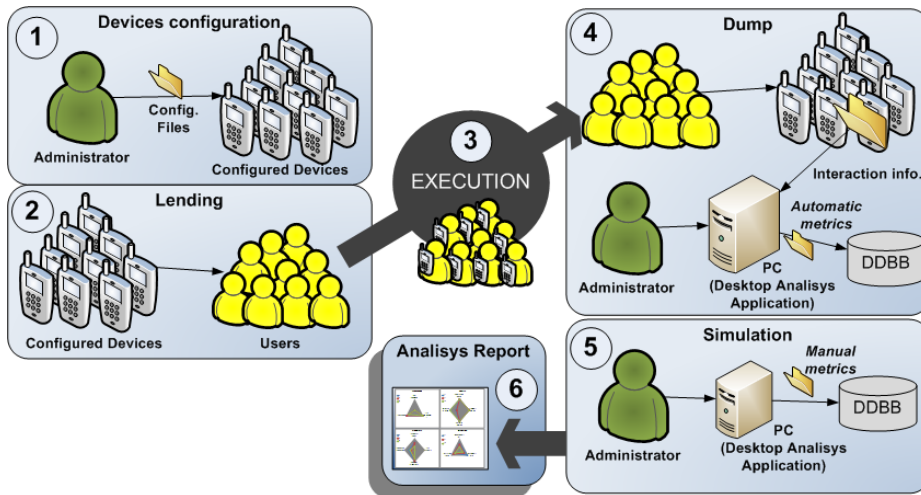 1
Devices configuration
Config.
Files
Administrator
Configured Devices
2
Lending
Configured Devices
Users
3
EXECUTION
4
Dump
Interaction info.
Automatic
metrics
DDBB
Administrator
PC
(Desktop Analisys
Application)
5
Simulation
Manual
metrics
DDBB
Administrator
PC
(Desktop Analisys
Application)
Analisys Report
6